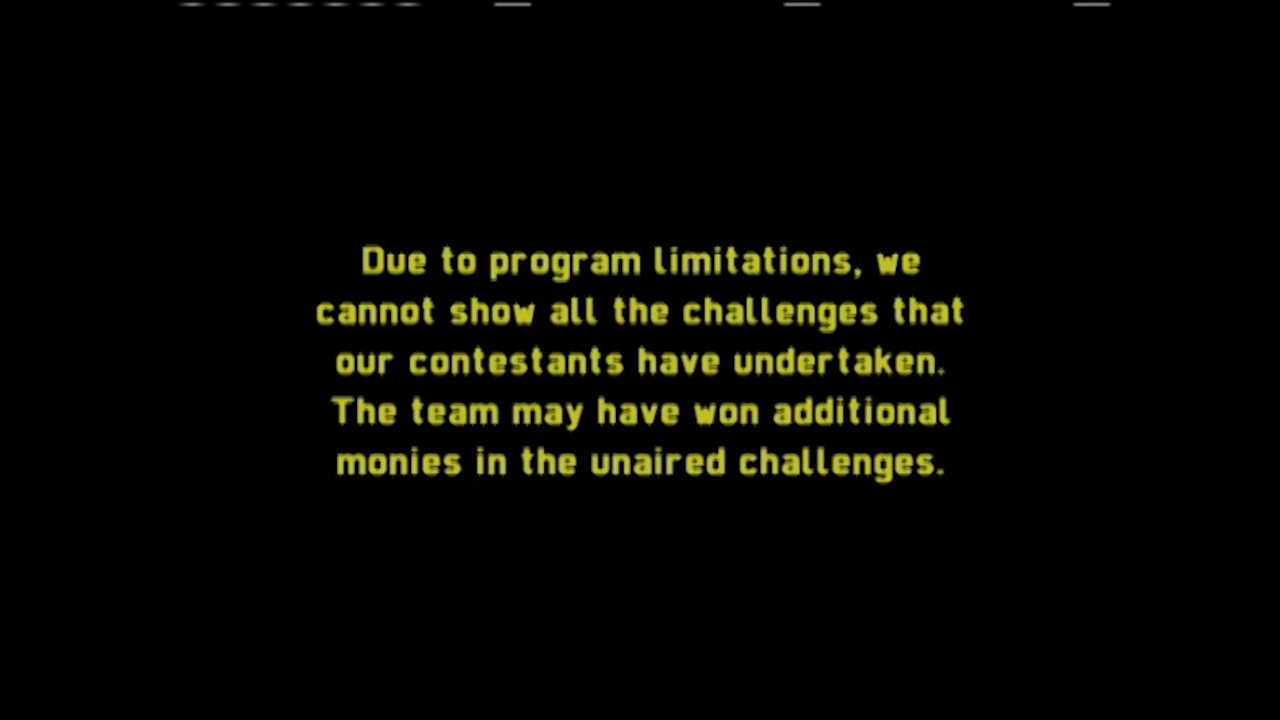 Due to program limitations, we
cannot show all the challenges that
our contestants have undertaken.
The team may have won additional
monies in the unaired challenges.